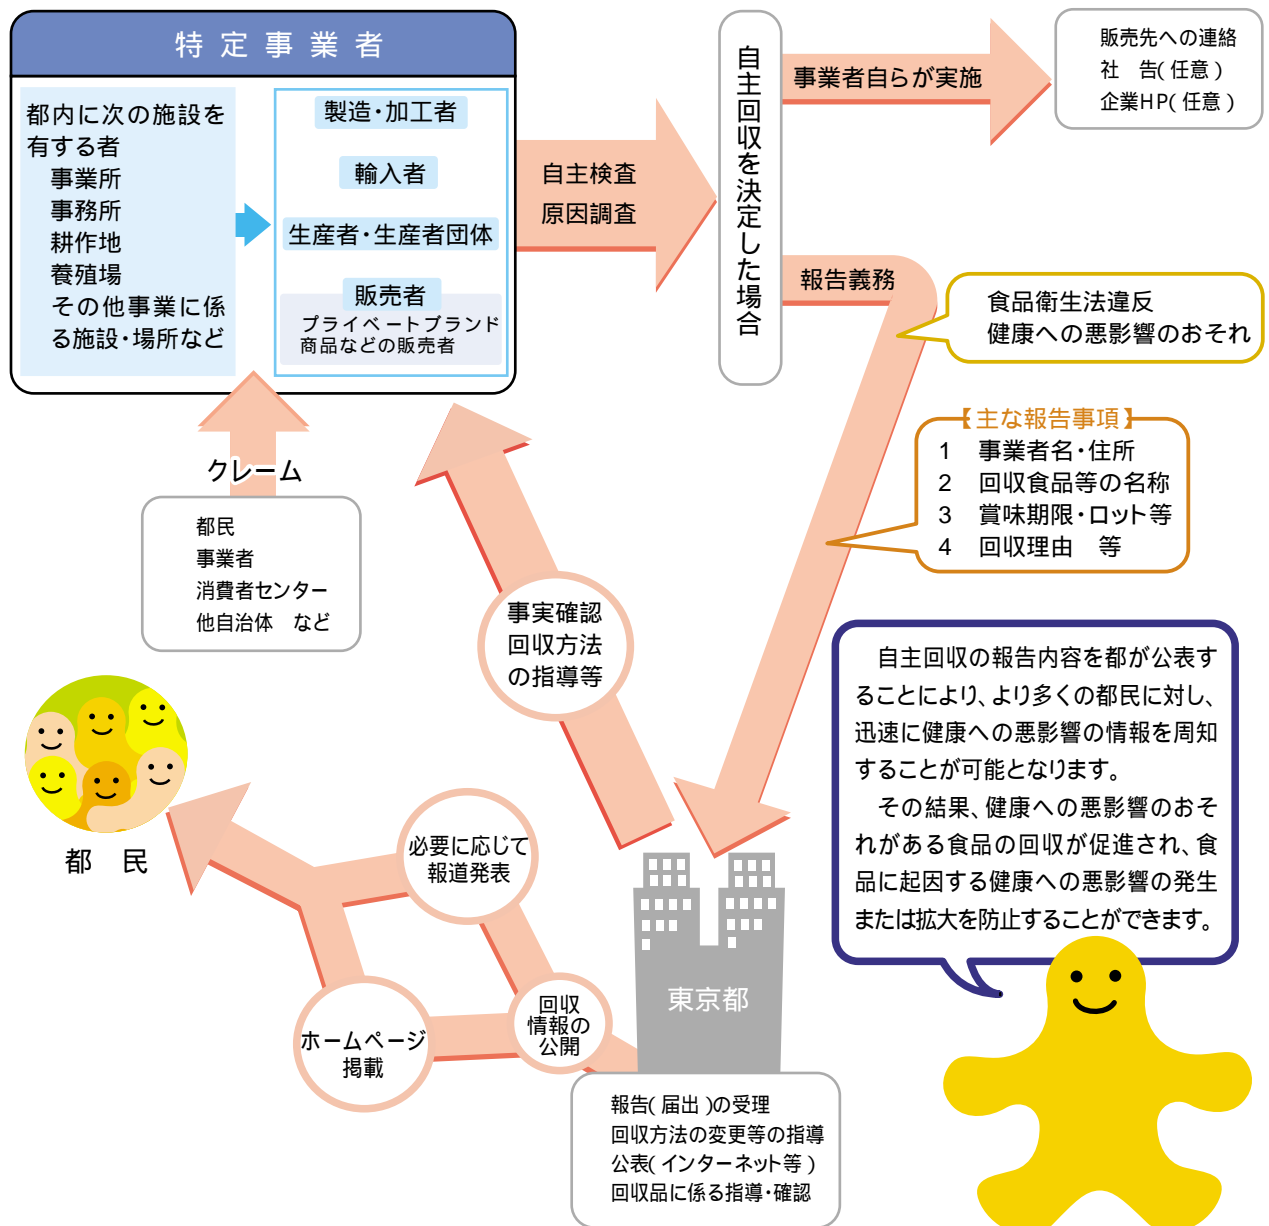 特定事業者
都内に次の施設を
有する者
事業所
事務所
耕作地
養殖場
その他事業に係
る施設・場所など
製造・加工者
輸入者
生産者・生産者団体
販売者
プライベートブランド
商品などの販売者
自主検査
原因調査
自主回収を決定した場合
事業者自らが実施
販売先への連絡
社　告(任意)
企業HP(任意)
報告義務
食品衛生法違反
健康への悪影響のおそれ
【主な報告事項】
1　事業者名・住所
2　回収食品等の名称
3　賞味期限・ロット等
4　回収理由　等
クレーム
都民
事業者
消費者センター
他自治体　など
事実確認
回収方法
の指導等
自主回収の報告内容を都が公表す
ることにより、より多くの都民に対し、
迅速に健康への悪影響の情報を周知
することが可能となります。
その結果、健康への悪影響のおそ
れがある食品の回収が促進され、食
品に起因する健康への悪影響の発生
または拡大を防止することができます。
都　民
必要に応じて
報道発表
ホームページ
掲載
回収
情報の
公開
東京都
報告(届出)の受理
回収方法の変更等の指導
公表(インターネット等)
回収品に係る指導・確認